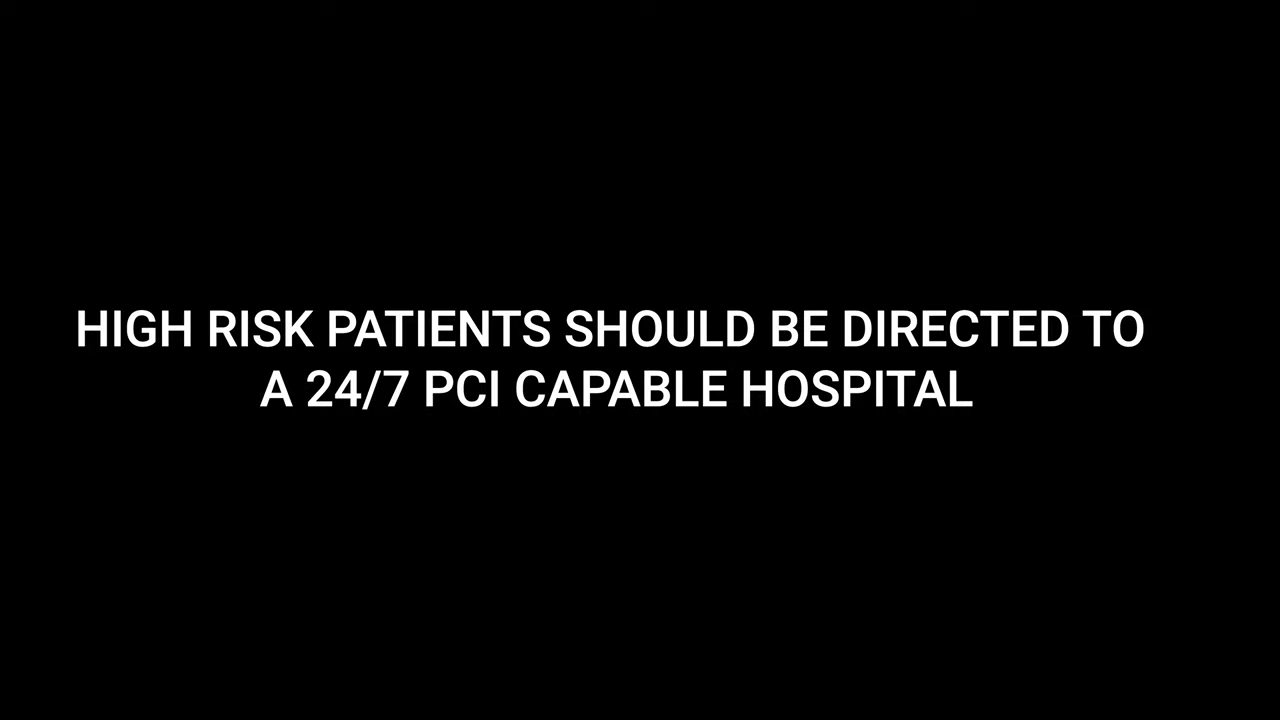 HIGH RISK PATIENTS SHOULD BE DIRECTED TO
A 24/7 PCI CAPABLE HOSPITAL